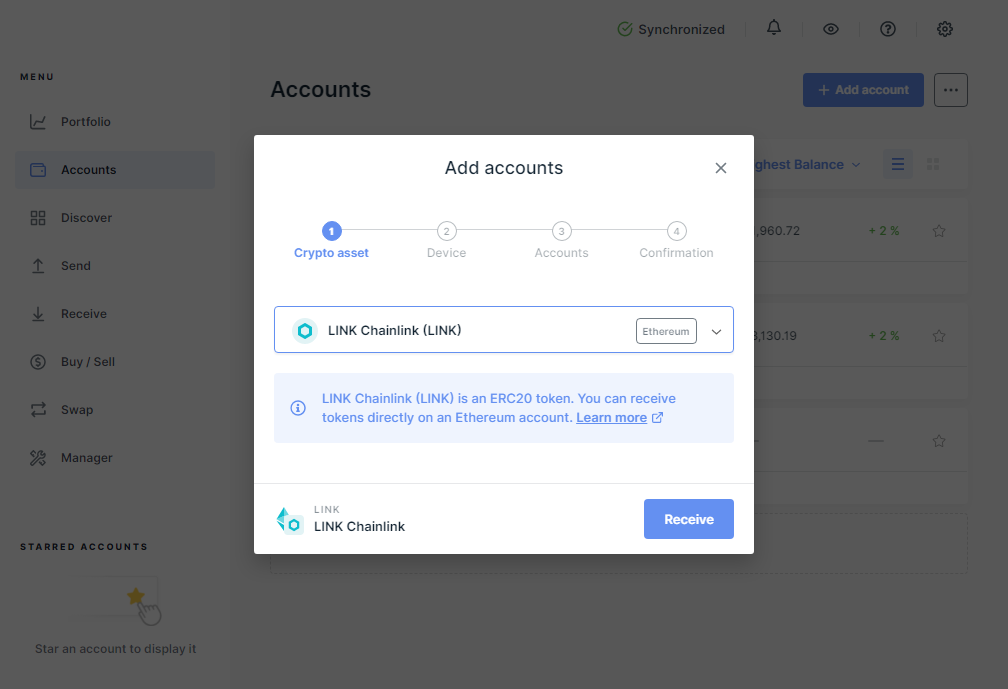 Synchronized
MENU
Accounts
+ Add account
Portfolio
Accounts
Discover
Send
Receive
Buy / Sell
Swap
Manager
STARRED ACCOUNTS
Star an account to display it
Balance
,960.72
+ 2 %
,130.19
+ 2 %
—
Add accounts
1
2
3
4
Crypto asset
Device
Accounts
Confirmation
LINK Chainlink (LINK)
Ethereum
LINK Chainlink (LINK) is an ERC20 token. You can receive
tokens directly on an Ethereum account. Learn more
LINK
LINK Chainlink
Receive